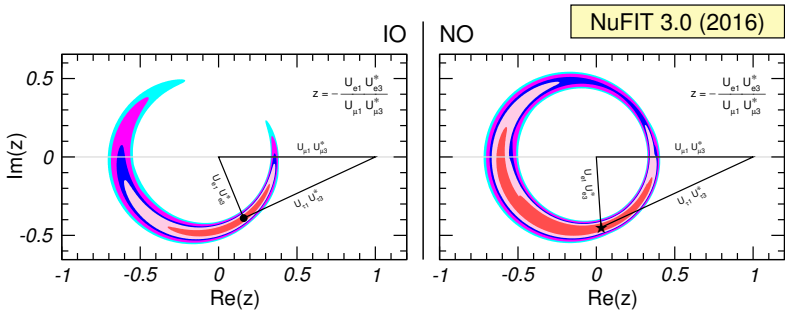 IO
NO
NuFIT 3.0 (2016)
0.5
0
-0.5
Im(z)
z = − U_e1 U*_e3 / U_μ1 U*_μ3
U_μ1 U*_μ3
U_e1 U*_e3
U_τ1 U*_τ3
-1
-0.5
0
0.5
1
Re(z)
z = − U_e1 U*_e3 / U_μ1 U*_μ3
U_μ1 U*_μ3
U_e1 U*_e3
U_τ1 U*_τ3
-1
-0.5
0
0.5
1
Re(z)